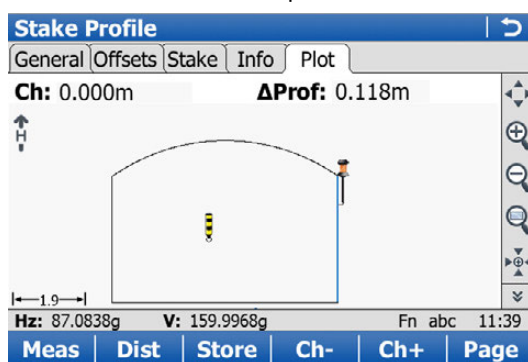 Stake Profile
General Offsets Stake Info Plot
Ch: 0.000m ΔProf: 0.118m
H
1.9
Hz: 87.0838g V: 159.9968g Fn abc 11:39
Meas Dist Store Ch- Ch+ Page